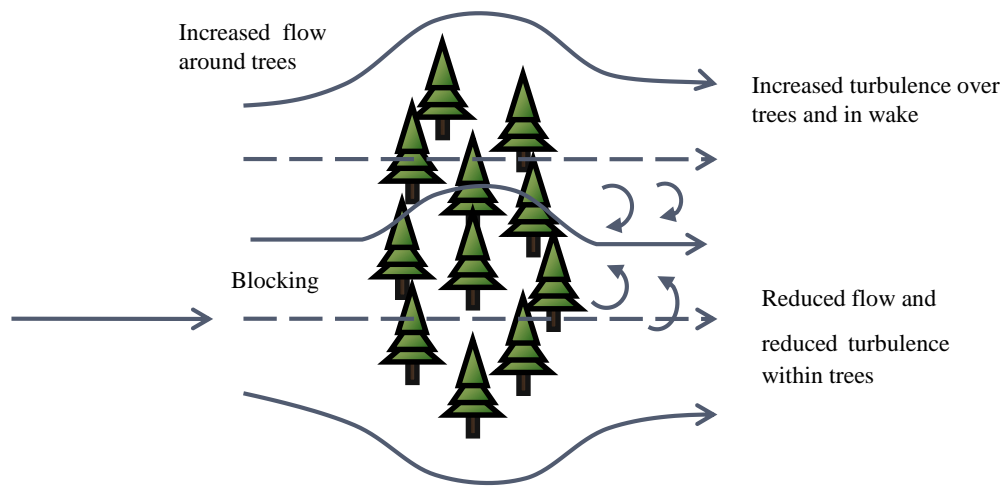 Increased flow
around trees
Increased turbulence over
trees and in wake
Blocking
Reduced flow and
reduced turbulence
within trees